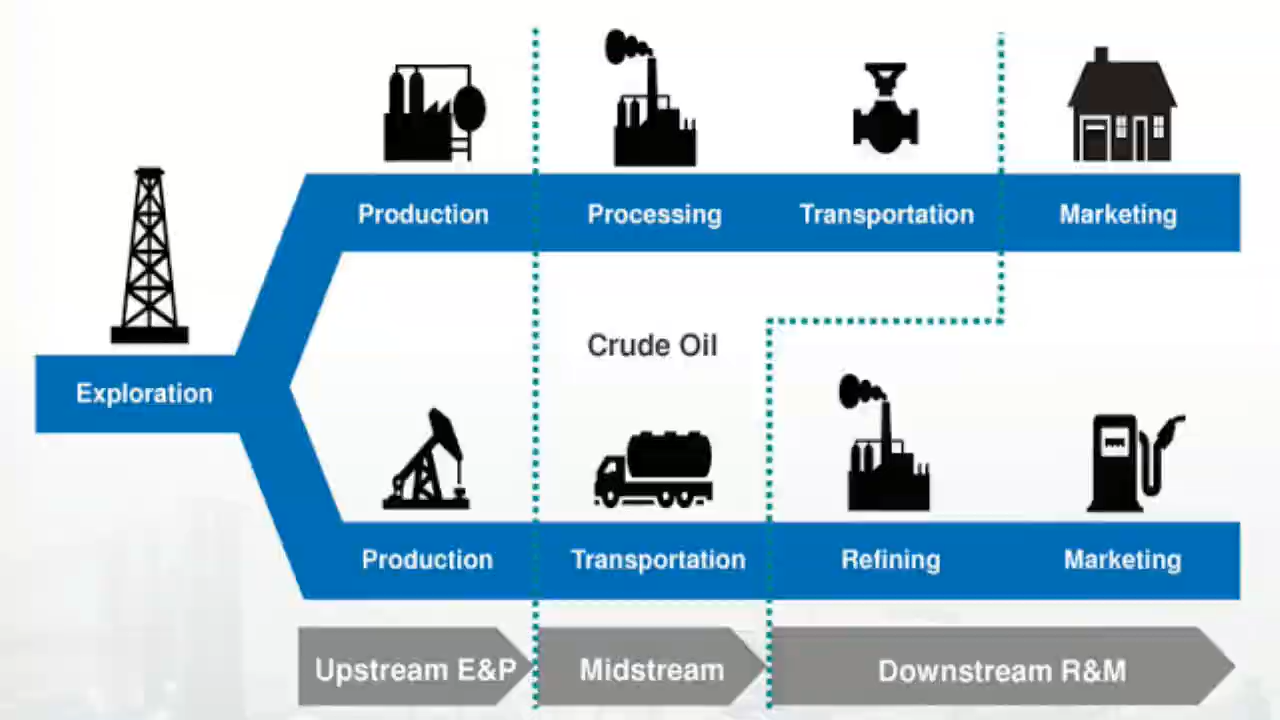 Production
Processing
Transportation
Marketing
Crude Oil
Exploration
Production
Transportation
Refining
Marketing
Upstream E&P
Midstream
Downstream R&M